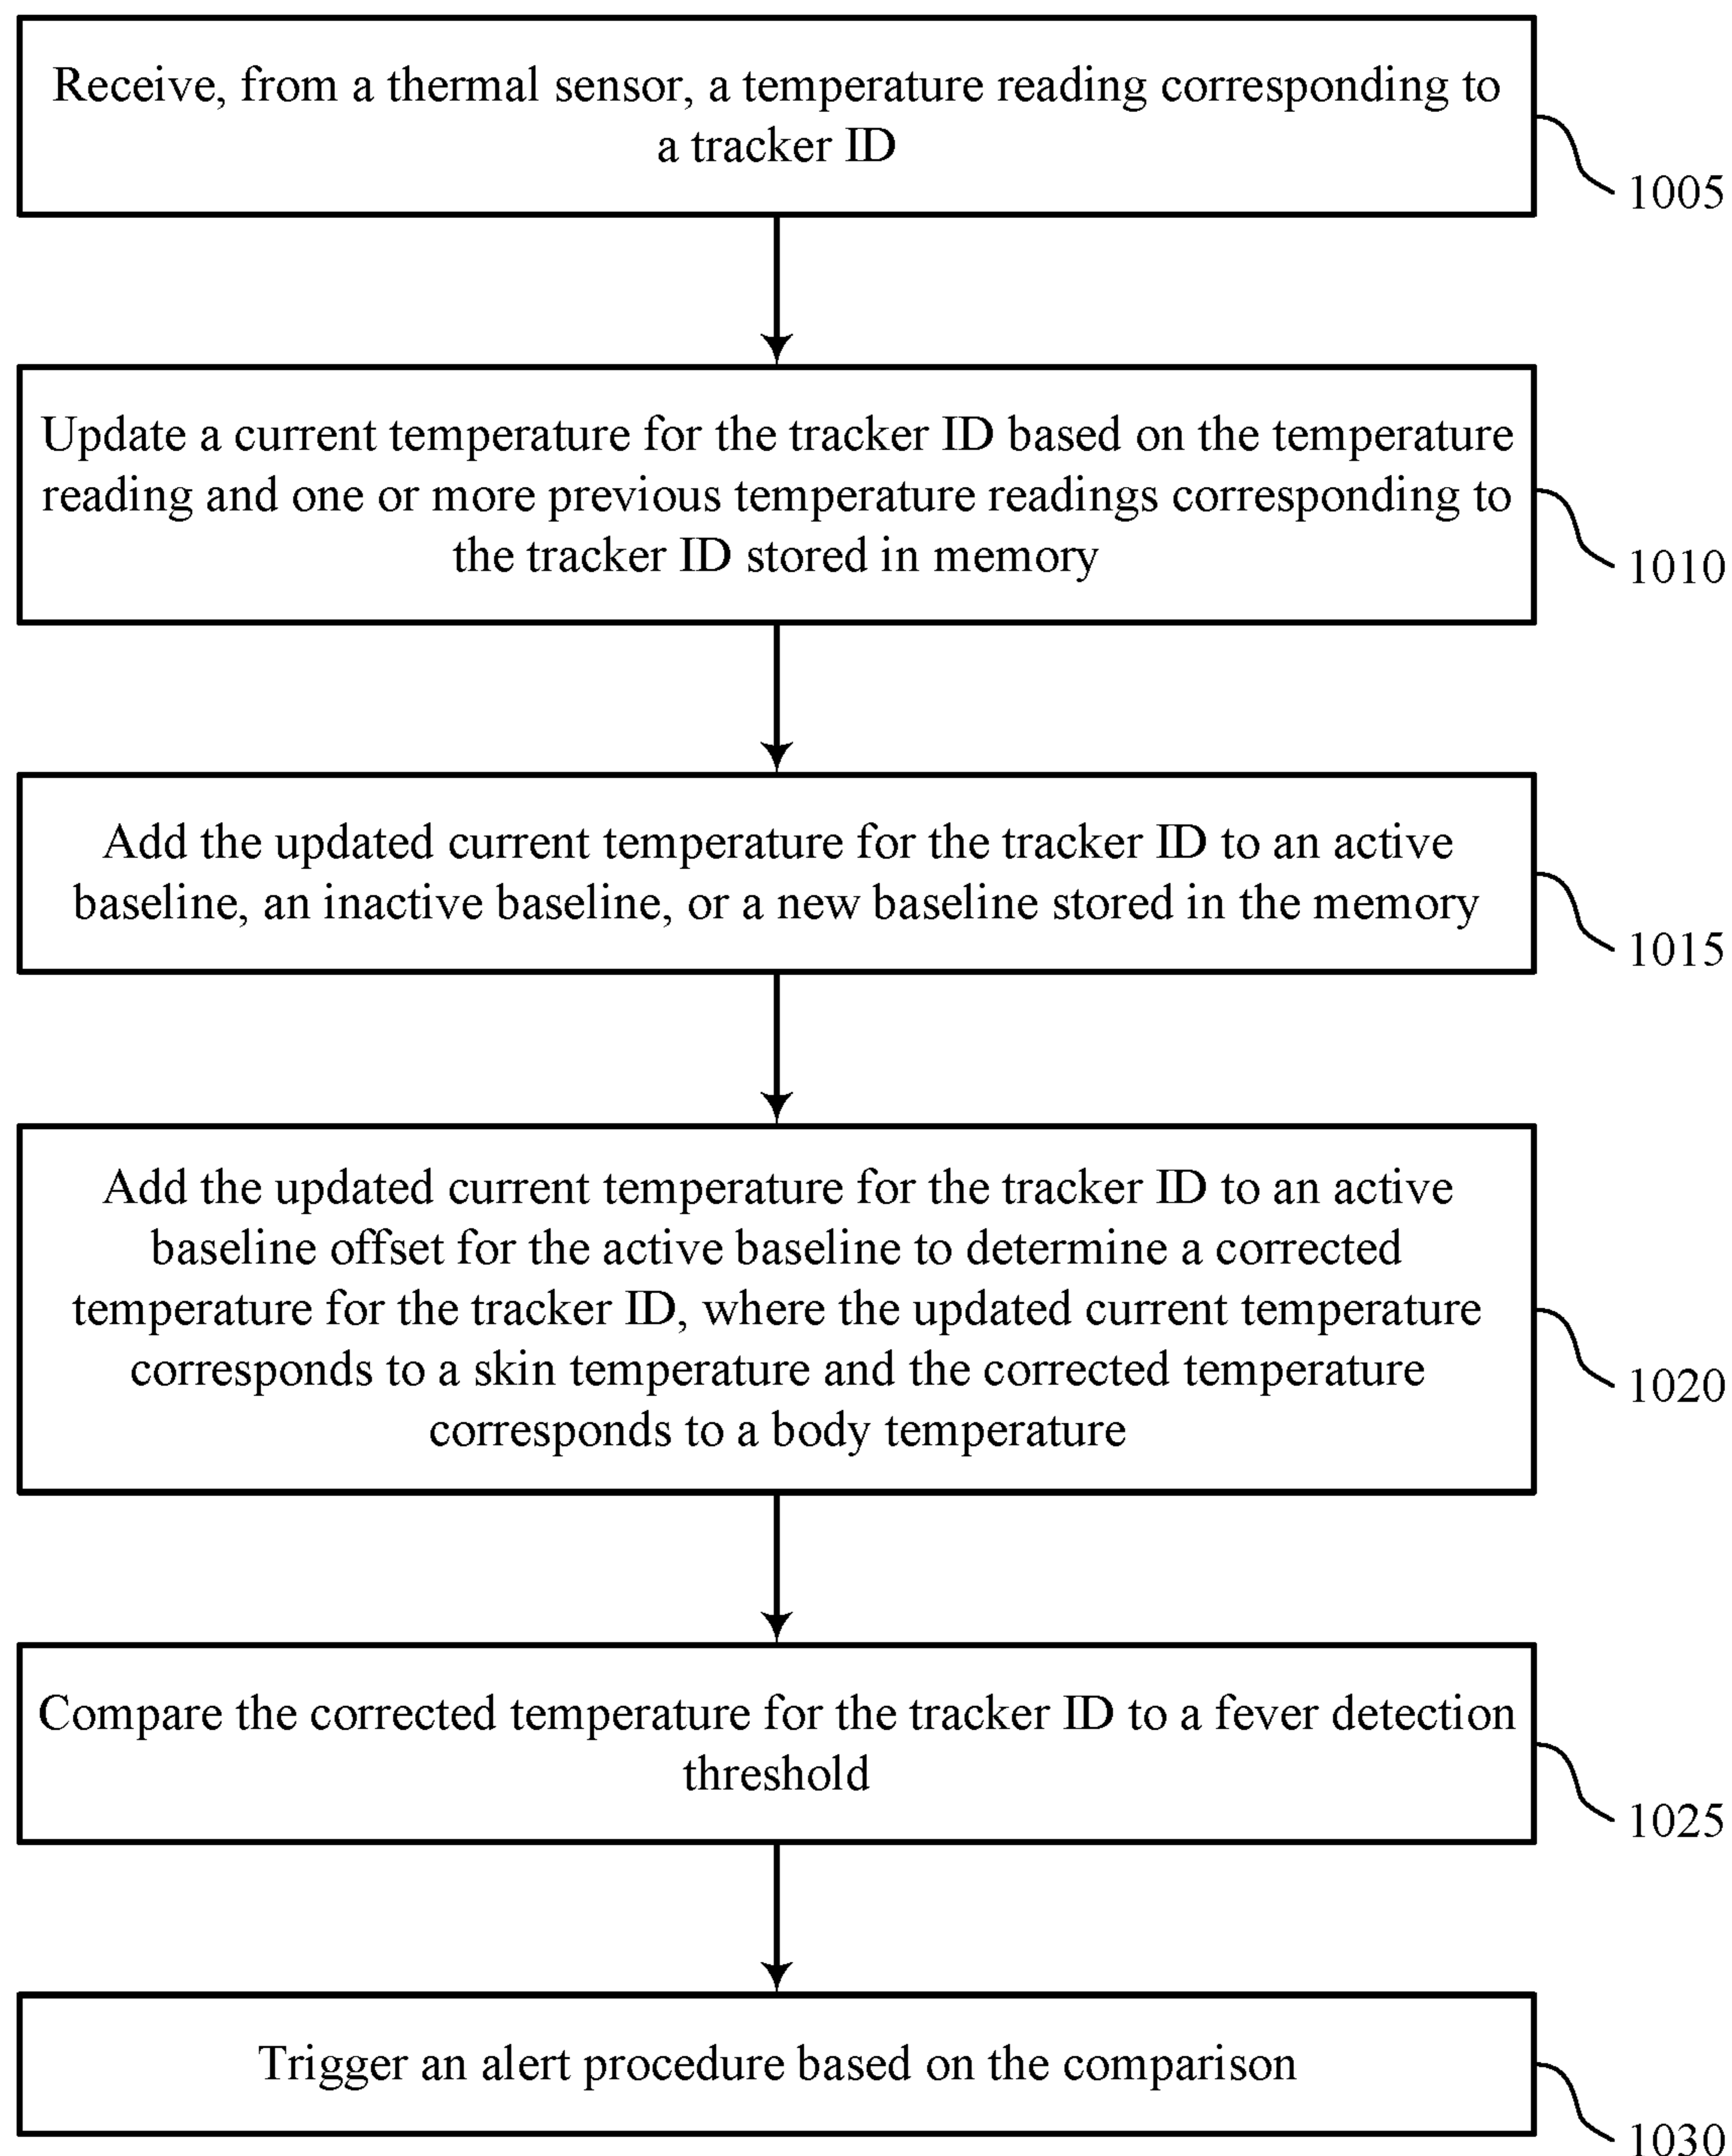 Receive, from a thermal sensor, a temperature reading corresponding to
a tracker ID
1005
Update a current temperature for the tracker ID based on the temperature
reading and one or more previous temperature readings corresponding to
the tracker ID stored in memory
1010
Add the updated current temperature for the tracker ID to an active
baseline, an inactive baseline, or a new baseline stored in the memory
1015
Add the updated current temperature for the tracker ID to an active
baseline offset for the active baseline to determine a corrected
temperature for the tracker ID, where the updated current temperature
corresponds to a skin temperature and the corrected temperature
corresponds to a body temperature
1020
Compare the corrected temperature for the tracker ID to a fever detection
threshold
1025
Trigger an alert procedure based on the comparison
1030